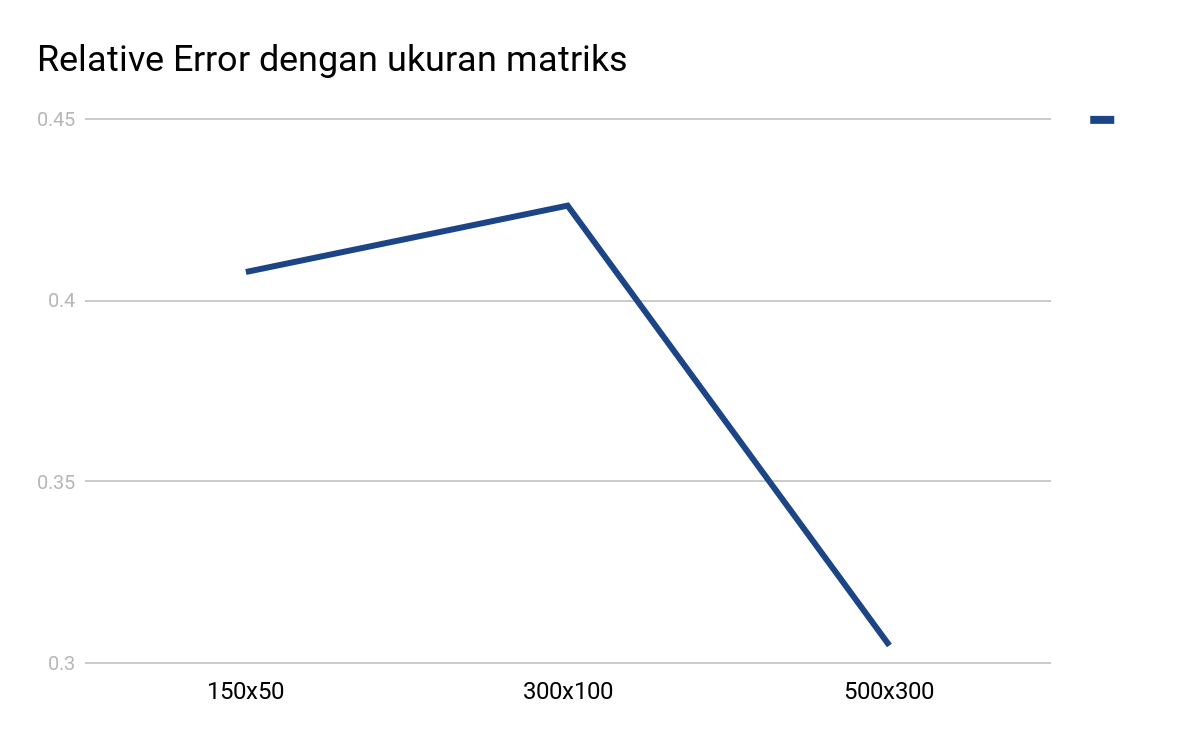 Relative Error dengan ukuran matriks
0.45
0.4
0.35
0.3
150x50
300x100
500x300